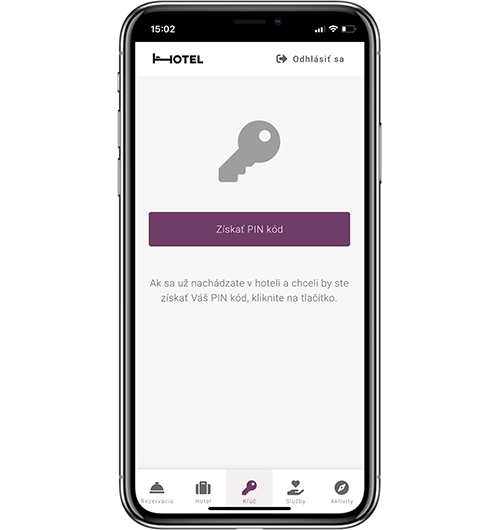 15:02
HOTEL
Odhlásiť sa
Získať PIN kód
Ak sa už nachádzate v hoteli a chceli by ste
získať Váš PIN kód, kliknite na tlačítko.
Rezervácia Hotel Kľúč Služby Aktivity